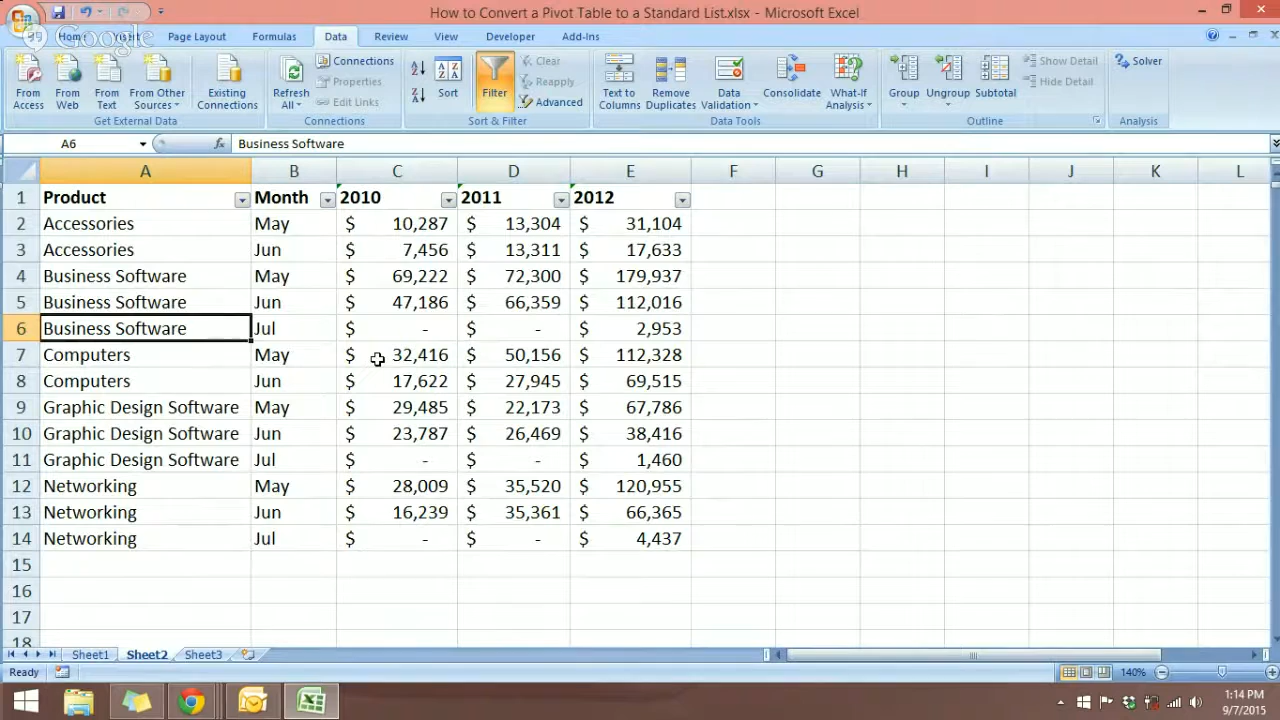 How to Convert a Pivot Table to a Standard List.xlsx - Microsoft Excel
Google
Home Insert Page Layout Formulas Data Review View Developer Add-Ins
From Access
From Web
From Text
From Other Sources
Existing Connections
Get External Data
Refresh All
Connections
Properties
Edit Links
Connections
Sort
Filter
Clear
Reapply
Advanced
Sort & Filter
Text to Columns
Remove Duplicates
Data Validation
Consolidate
What-If Analysis
Data Tools
Group
Ungroup
Subtotal
Show Detail
Hide Detail
Outline
Solver
Analysis
A6 fx Business Software
A B C D E F G H I J K L
1 Product Month 2010 2011 2012
2 Accessories May $ 10,287 $ 13,304 $ 31,104
3 Accessories Jun $ 7,456 $ 13,311 $ 17,633
4 Business Software May $ 69,222 $ 72,300 $ 179,937
5 Business Software Jun $ 47,186 $ 66,359 $ 112,016
6 Business Software Jul $ - $ - $ 2,953
7 Computers May $ 32,416 $ 50,156 $ 112,328
8 Computers Jun $ 17,622 $ 27,945 $ 69,515
9 Graphic Design Software May $ 29,485 $ 22,173 $ 67,786
10 Graphic Design Software Jun $ 23,787 $ 26,469 $ 38,416
11 Graphic Design Software Jul $ - $ - $ 1,460
12 Networking May $ 28,009 $ 35,520 $ 120,955
13 Networking Jun $ 16,239 $ 35,361 $ 66,365
14 Networking Jul $ - $ - $ 4,437
15
16
17
18
Sheet1 Sheet2 Sheet3
Ready 140%
1:14 PM
9/7/2015